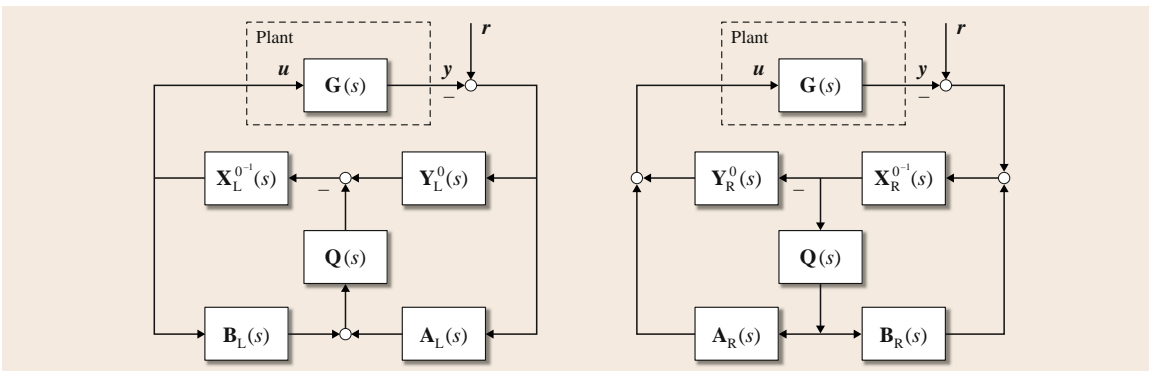 Plant
r
u
G(s)
y
−
X_L^{0^{-1}}(s)
−
Y_L^0(s)
Q(s)
B_L(s)
A_L(s)
Plant
r
u
G(s)
y
−
Y_R^0(s)
−
X_R^{0^{-1}}(s)
Q(s)
A_R(s)
B_R(s)